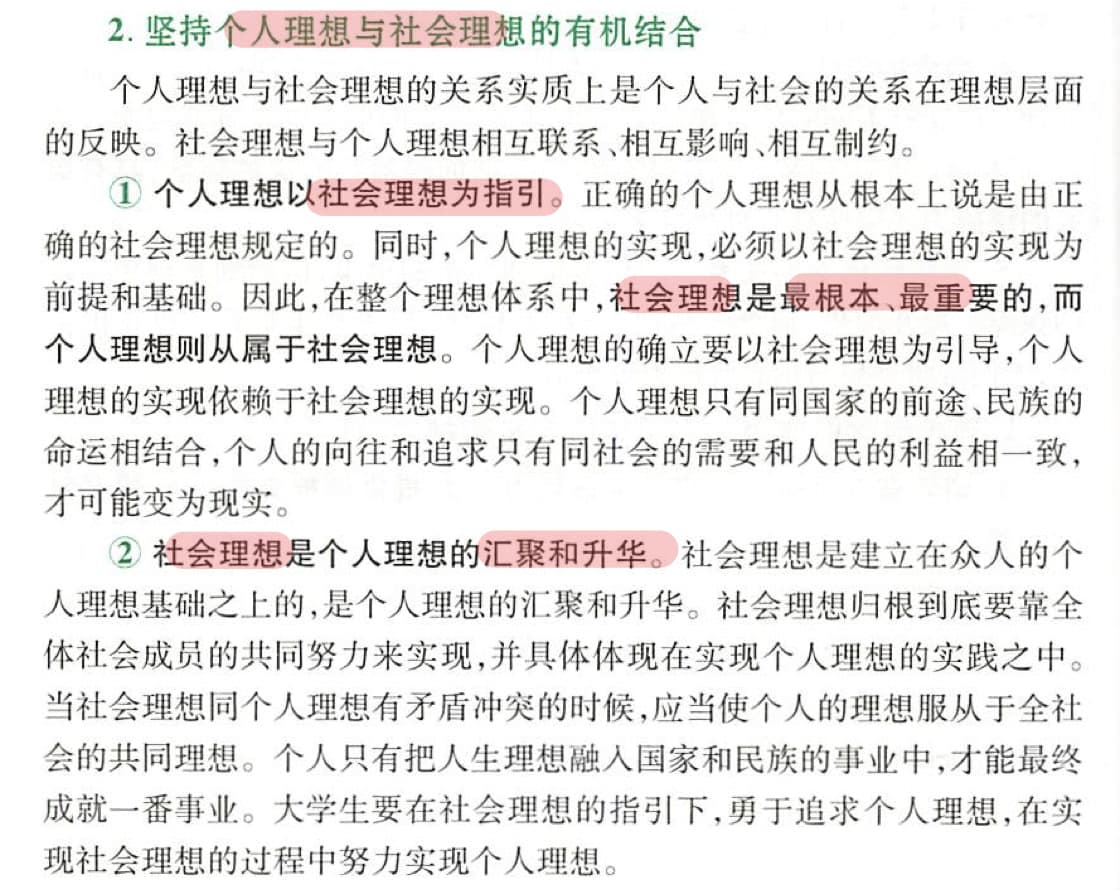 2. 坚持个人理想与社会理想的有机结合
个人理想与社会理想的关系实质上是个人与社会的关系在理想层面
的反映。社会理想与个人理想相互联系、相互影响、相互制约。
① 个人理想以社会理想为指引。正确的个人理想从根本上说是由正
确的社会理想规定的。同时,个人理想的实现,必须以社会理想的实现为
前提和基础。因此,在整个理想体系中,社会理想是最根本、最重要的,而
个人理想则从属于社会理想。个人理想的确立要以社会理想为引导,个人
理想的实现依赖于社会理想的实现。个人理想只有同国家的前途、民族的
命运相结合,个人的向往和追求只有同社会的需要和人民的利益相一致,
才可能变为现实。
② 社会理想是个人理想的汇聚和升华。社会理想是建立在众人的个
人理想基础之上的,是个人理想的汇聚和升华。社会理想归根到底要靠全
体社会成员的共同努力来实现,并具体体现在实现个人理想的实践之中。
当社会理想同个人理想有矛盾冲突的时候,应当使个人的理想服从于全社
会的共同理想。个人只有把人生理想融入国家和民族的事业中,才能最终
成就一番事业。大学生要在社会理想的指引下,勇于追求个人理想,在实
现社会理想的过程中努力实现个人理想。